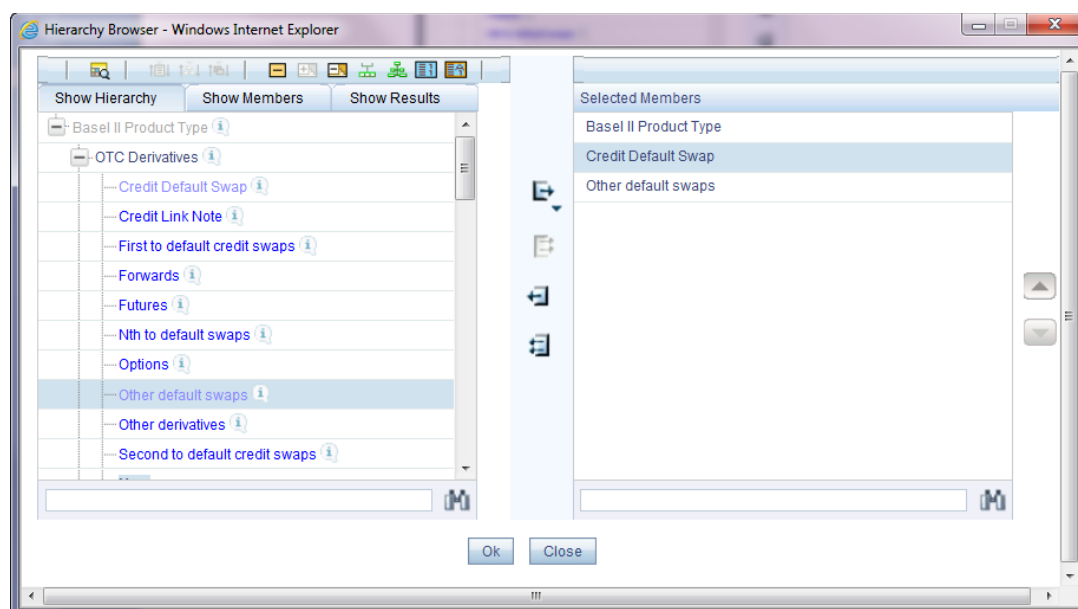 Hierarchy Browser - Windows Internet Explorer
Show Hierarchy Show Members Show Results
Selected Members
Basel II Product Type
OTC Derivatives
Credit Default Swap
Credit Link Note
First to default credit swaps
Forwards
Futures
Nth to default swaps
Options
Other default swaps
Other derivatives
Second to default credit swaps
Basel II Product Type
Credit Default Swap
Other default swaps
Ok Close